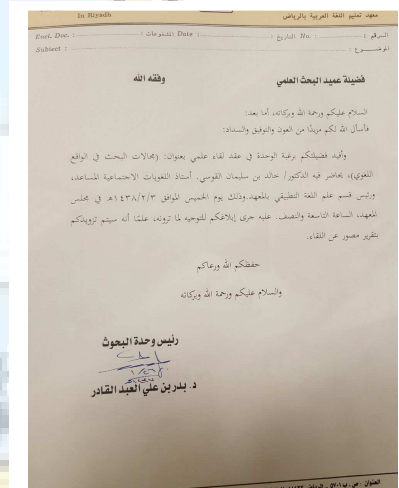 In Riyadh
معهد تعليم اللغة العربية بالرياض
Encl. Doc. : المشفوعات : Date : التاريخ : No. : الرقم :
Subject : الموضوع :
فضيلة عميد البحث العلمي وفقه الله
السلام عليكم ورحمة الله وبركاته، أما بعد:
فأسأل الله لكم مزيدًا من العون والتوفيق والسداد:
وأفيد فضيلتكم برغبة الوحدة في عقد لقاء علمي بعنوان: (مجالات البحث في الواقع
اللغوي)، يحاضر فيه الدكتور/ خالد بن سليمان القوسي. أستاذ اللغويات الاجتماعية المساعد،
ورئيس قسم علم اللغة التطبيقي بالمعهد.وذلك يوم الخميس الموافق ١٤٣٨/٢/٣هـ في مجلس
المعهد، الساعة التاسعة والنصف. عليه جرى إبلاغكم للتوجيه لما ترونه، علمًا أنه سيتم تزويدكم
بتقرير مصور عن اللقاء.
حفظكم الله ورعاكم
والسلام عليكم ورحمة الله وبركاته
رئيس وحدة البحوث
د. بدر بن علي العبد القادر
العنوان : ص . ب